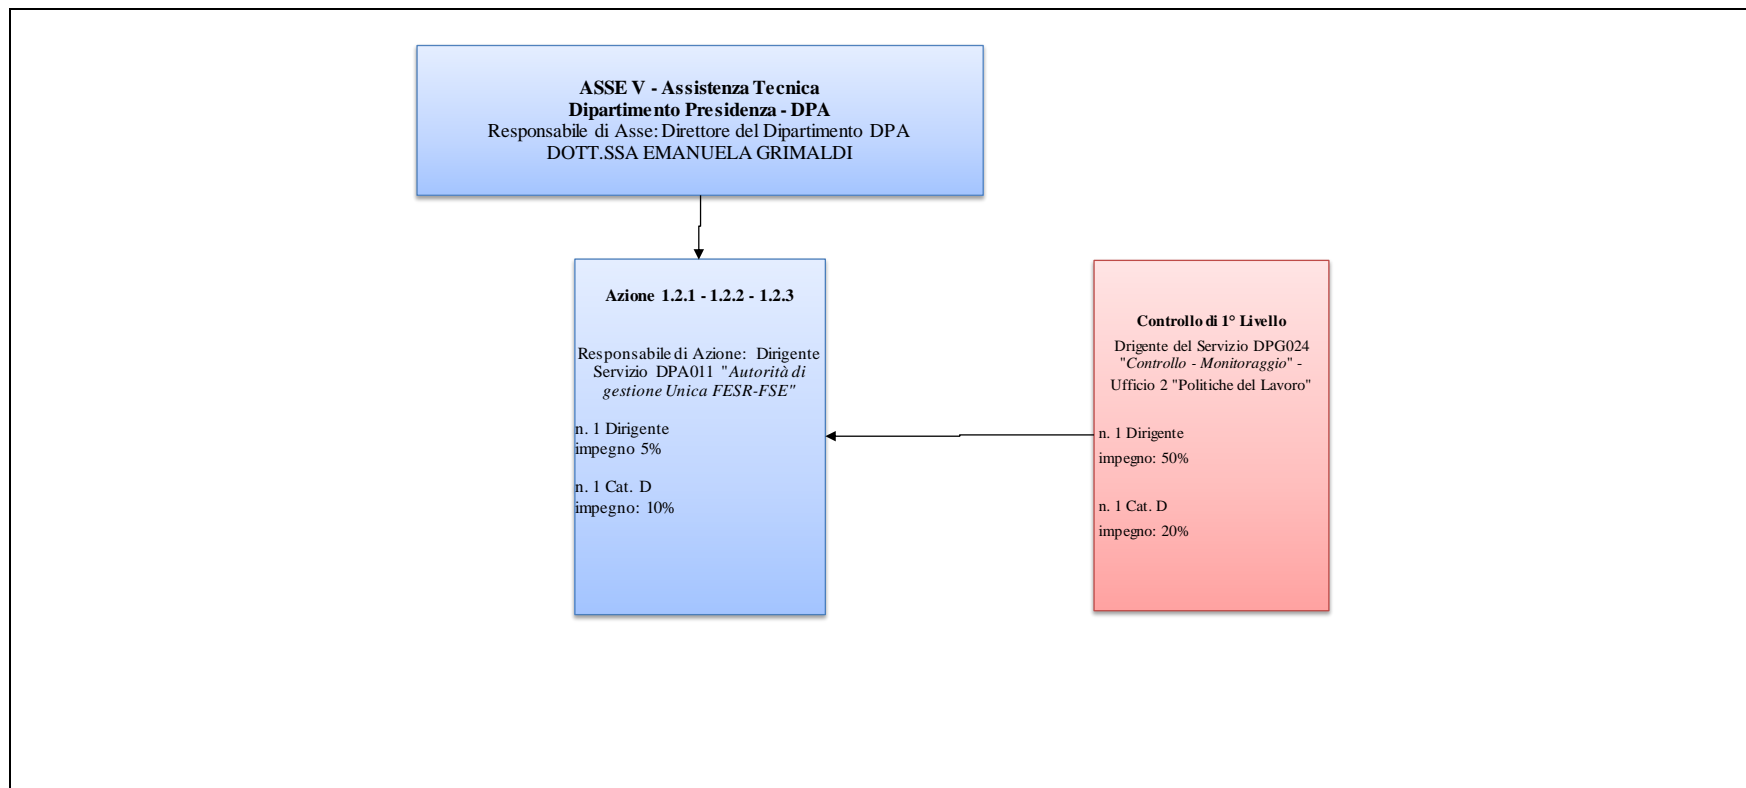 ASSE V - Assistenza Tecnica
Dipartimento Presidenza - DPA
Responsabile di Asse: Direttore del Dipartimento DPA
DOTT.SSA EMANUELA GRIMALDI
Azione 1.2.1 - 1.2.2 - 1.2.3
Responsabile di Azione: Dirigente
Servizio DPA011 "Autorità di
gestione Unica FESR-FSE"
n. 1 Dirigente
impegno 5%
n. 1 Cat. D
impegno: 10%
Controllo di 1° Livello
Drigente del Servizio DPG024
"Controllo - Monitoraggio" -
Ufficio 2 "Politiche del Lavoro"
n. 1 Dirigente
impegno: 50%
n. 1 Cat. D
impegno: 20%